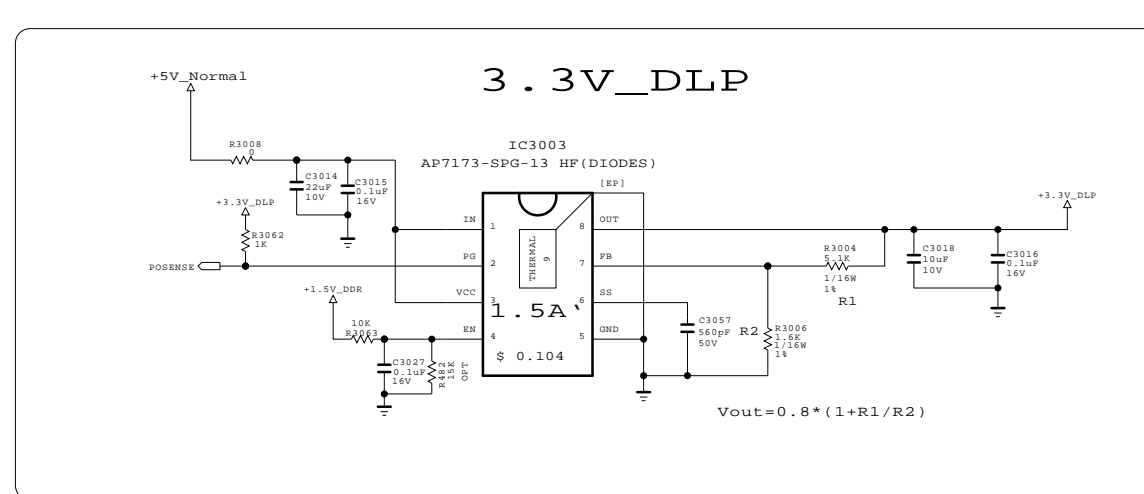 3.3V_DLP
+5V_Normal
R3008
0
C3014
22uF
10V
C3015
0.1uF
16V
+3.3V_DLP
R3062
1K
POSENSE
+1.5V_DDR
10K
R3063
C3027
0.1uF
16V
R482
15K
OPT
IC3003
AP7173-SPG-13 HF(DIODES)
[EP]
IN
1
PG
2
VCC
3
EN
4
THERMAL
9
1.5A`
$ 0.104
8
OUT
7
FB
6
SS
5
GND
C3057
560pF
50V
R2
R3006
1.6K
1/16W
1%
R3004
5.1K
1/16W
1%
R1
C3018
10uF
10V
C3016
0.1uF
16V
+3.3V_DLP
Vout=0.8*(1+R1/R2)